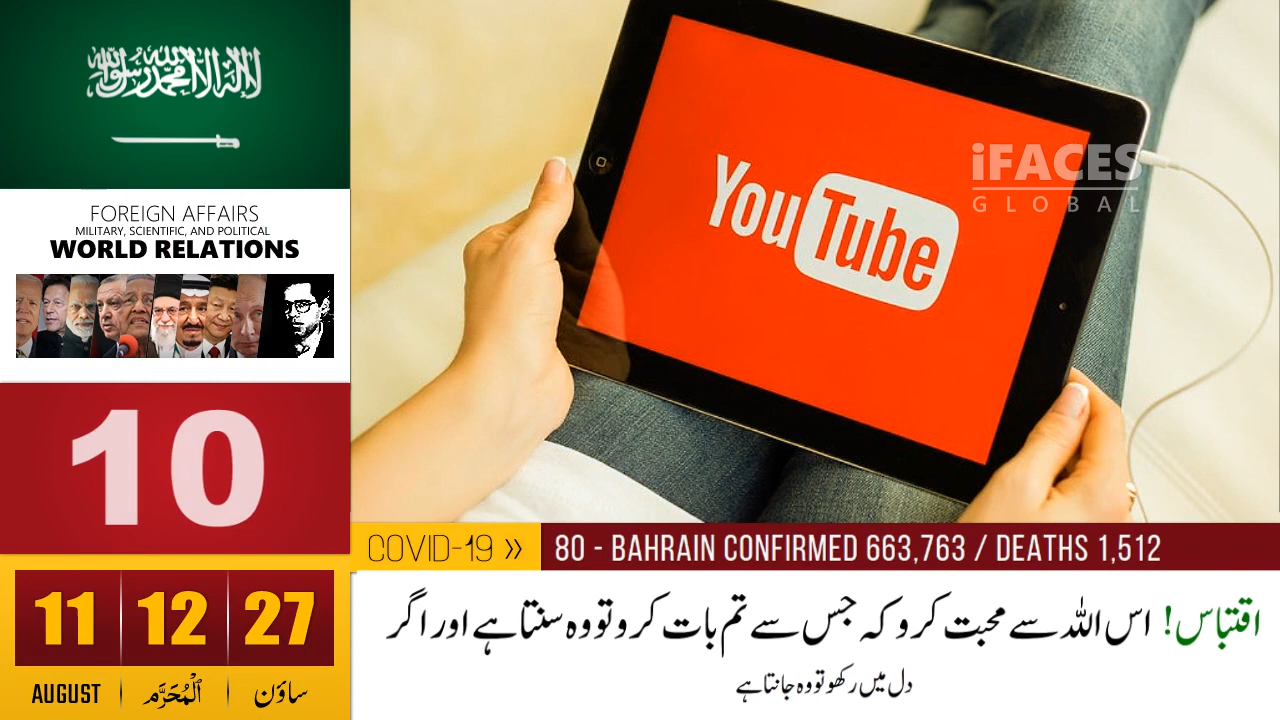 لا إله إلا الله محمد رسول الله
FOREIGN AFFAIRS
MILITARY, SCIENTIFIC, AND POLITICAL
WORLD RELATIONS
10
11 12 27
AUGUST اَلْمُحَرَّم ساؤن
YouTube
iFACES
GLOBAL
COVID-19 » 80 - BAHRAIN CONFIRMED 663,763 / DEATHS 1,512
اقتباس! اس اللہ سے محبت کرو کہ جس سے تم بات کرو تو وہ سنتا ہے اور اگر
دل میں رکھو تو وہ جانتا ہے